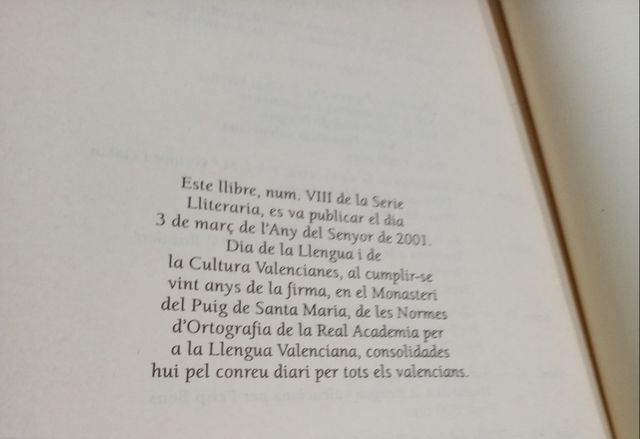 Este llibre, num. VIII de la Serie
Lliteraria, es va publicar el dia
3 de març de l'Any del Senyor de 2001.
Dia de la Llengua i de
la Cultura Valencianes, al cumplir-se
vint anys de la firma, en el Monasteri
del Puig de Santa Maria, de les Normes
d'Ortografia de la Real Academia per
a la Llengua Valenciana, consolidades
hui pel conreu diari per tots els valencians.